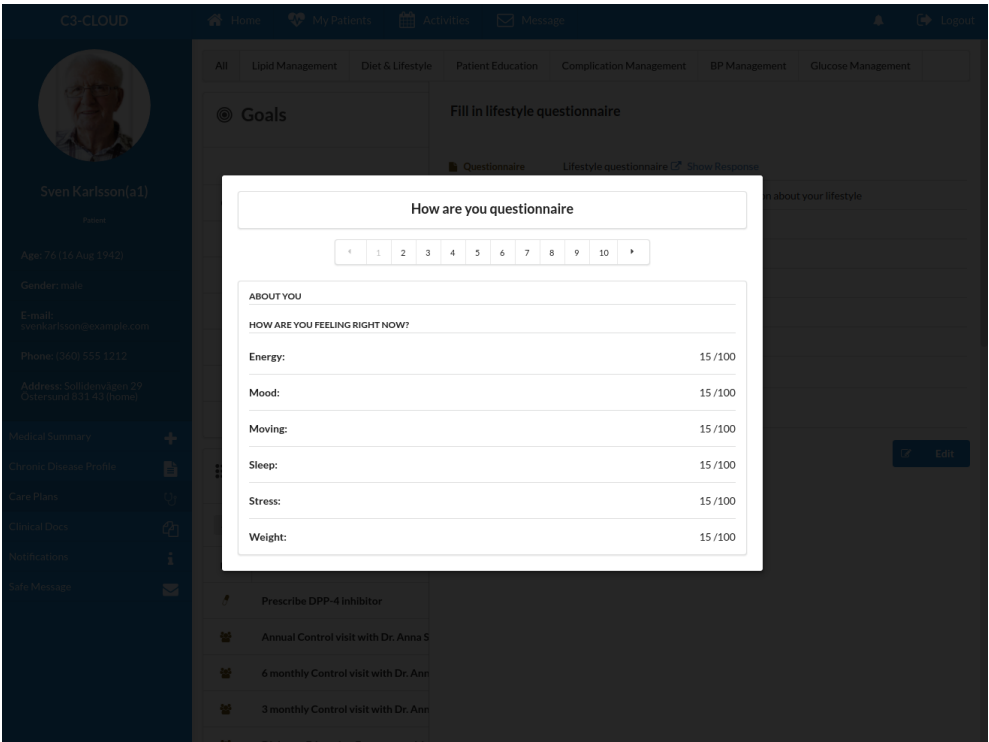 C3-CLOUD
Home My Patients Activities Message Logout
Sven Karlsson(a1)
Patient
Age: 76 (16 Aug 1942)
Gender: male
E-mail:
svenkarlsson@example.com
Phone: (360) 555 1212
Address: Sollidenvägen 29
Östersund 831 43 (home)
Medical Summary
Chronic Disease Profile
Care Plans
Clinical Docs
Notifications
Safe Message
All Lipid Management Diet & Lifestyle Patient Education Complication Management BP Management Glucose Management
Goals
Fill in lifestyle questionnaire
Questionnaire Lifestyle questionnaire Show Response
about your lifestyle
Edit
How are you questionnaire
1 2 3 4 5 6 7 8 9 10
ABOUT YOU
HOW ARE YOU FEELING RIGHT NOW?
Energy: 15 /100
Mood: 15 /100
Moving: 15 /100
Sleep: 15 /100
Stress: 15 /100
Weight: 15 /100
Prescribe DPP-4 inhibitor
Annual Control visit with Dr. Anna S
6 monthly Control visit with Dr. Ann
3 monthly Control visit with Dr. Ann